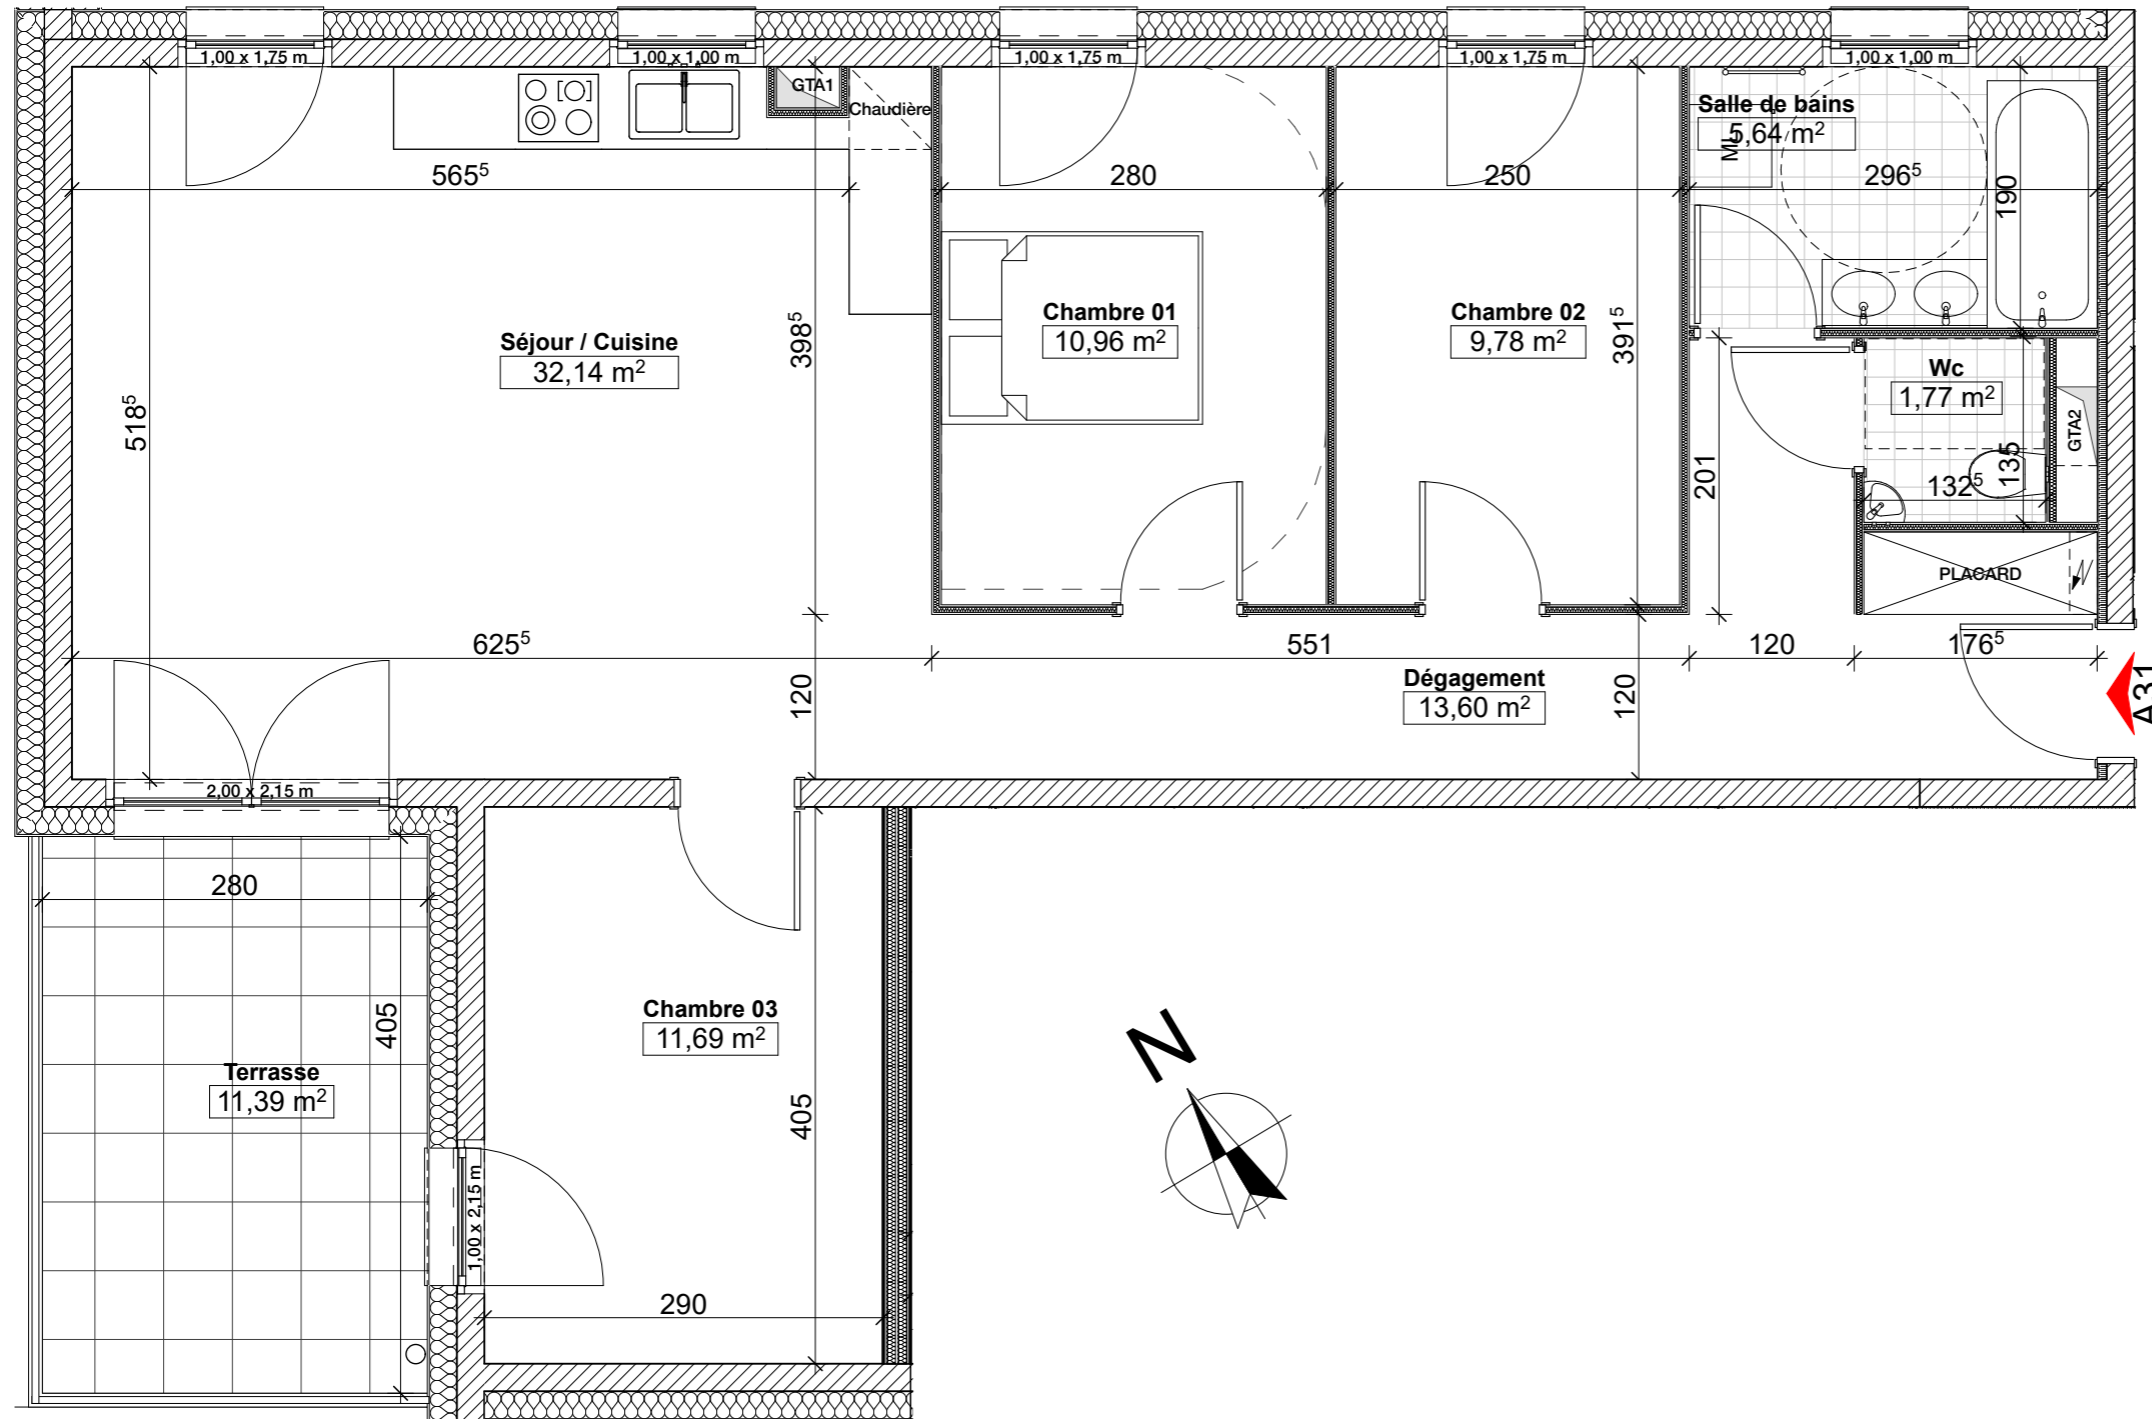 1,00 x 1,75 m
1,00 x 1,00 m
1,00 x 1,75 m
1,00 x 1,75 m
1,00 x 1,00 m
GTA1
Chaudière
Salle de bains
5,64 m²
ML
565⁵
280
250
296⁵
190
Séjour / Cuisine
32,14 m²
398⁵
Chambre 01
10,96 m²
Chambre 02
9,78 m²
391⁵
518⁵
Wc
1,77 m²
GTA2
201
135
132⁵
PLACARD
625⁵
551
120
176⁵
120
Dégagement
13,60 m²
120
A31
2,00 x 2,15 m
280
405
Terrasse
11,39 m²
Chambre 03
11,69 m²
405
1,00 x 2,15 m
290
N